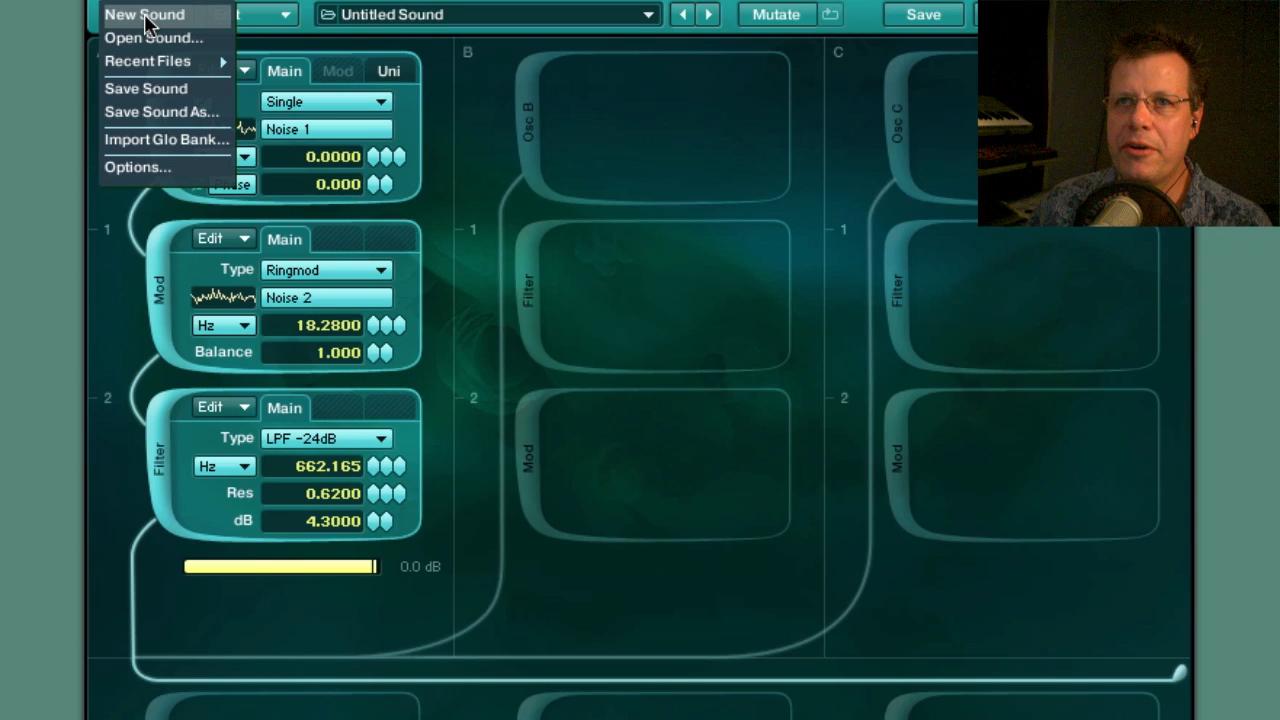 New Sound
Open Sound...
Recent Files
Save Sound
Save Sound As...
Import Glo Bank...
Options...
Untitled Sound
Mutate
Save
B
C
Main Mod Uni
Single
Noise 1
0.0000
0.000
Osc B
Osc C
1
Edit Main
Mod
Type Ringmod
Noise 2
Hz 18.2800
Balance 1.000
1
Filter
1
Filter
2
Edit Main
Filter
Type LPF -24dB
Hz 662.165
Res 0.6200
dB 4.3000
0.0 dB
2
Mod
2
Mod